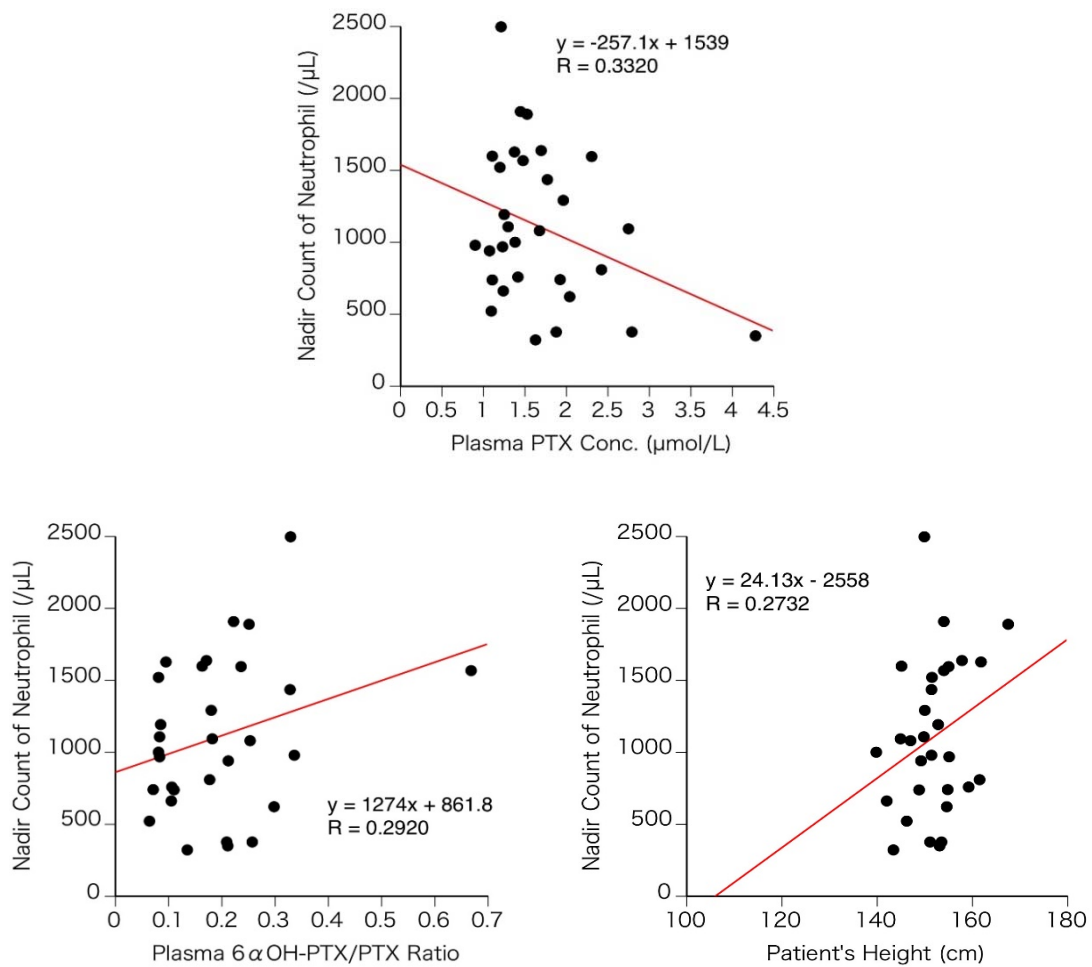 Nadir Count of Neutrophil (/µL)
2500
2000
1500
1000
500
0
y = -257.1x + 1539
R = 0.3320
0 0.5 1 1.5 2 2.5 3 3.5 4 4.5
Plasma PTX Conc. (µmol/L)
Nadir Count of Neutrophil (/µL)
2500
2000
1500
1000
500
0
y = 1274x + 861.8
R = 0.2920
0 0.1 0.2 0.3 0.4 0.5 0.6 0.7
Plasma 6αOH-PTX/PTX Ratio
Nadir Count of Neutrophil (/µL)
2500
2000
1500
1000
500
0
y = 24.13x - 2558
R = 0.2732
100 120 140 160 180
Patient's Height (cm)